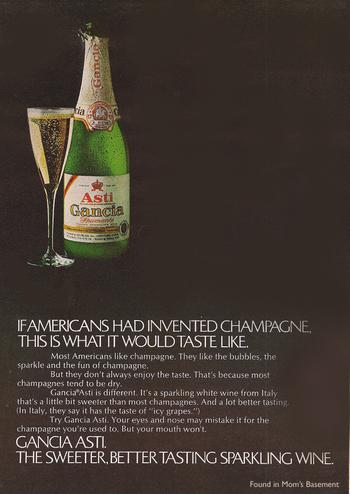 Gancia
Asti
Gancia
Spumante
IF AMERICANS HAD INVENTED CHAMPAGNE,
THIS IS WHAT IT WOULD TASTE LIKE.
Most Americans like champagne. They like the bubbles, the
sparkle and the fun of champagne.
But they don't always enjoy the taste. That's because most
champagnes tend to be dry.
Gancia® Asti is different. It's a sparkling white wine from Italy
that's a little bit sweeter than most champagnes. And a lot better tasting.
(In Italy, they say it has the taste of "icy grapes.")
Try Gancia Asti. Your eyes and nose may mistake it for the
champagne you're used to. But your mouth won't.
GANCIA ASTI.
THE SWEETER, BETTER TASTING SPARKLING WINE.
Found in Mom's Basement